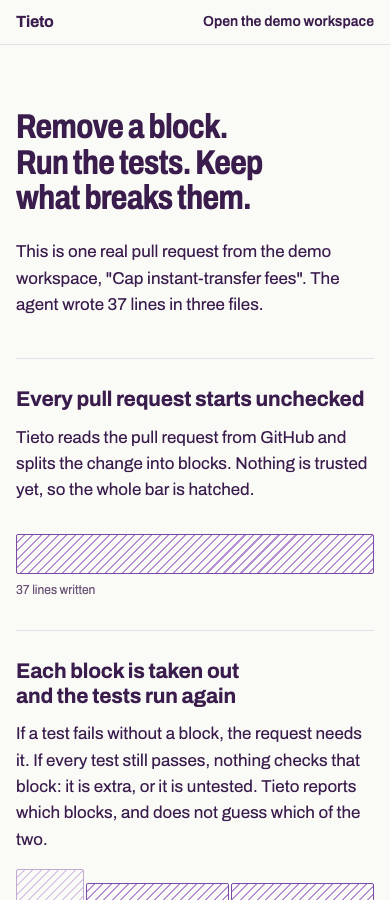 Tieto
Open the demo workspace
Remove a block.
Run the tests. Keep
what breaks them.
This is one real pull request from the demo
workspace, "Cap instant-transfer fees". The
agent wrote 37 lines in three files.
Every pull request starts unchecked
Tieto reads the pull request from GitHub and
splits the change into blocks. Nothing is trusted
yet, so the whole bar is hatched.
37 lines written
Each block is taken out
and the tests run again
If a test fails without a block, the request needs
it. If every test still passes, nothing checks that
block: it is extra, or it is untested. Tieto reports
which blocks, and does not guess which of the
two.